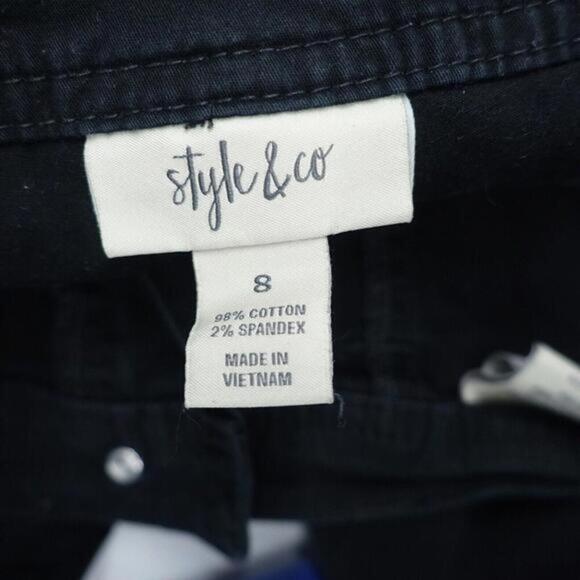 style & co
8
98% COTTON
2% SPANDEX
MADE IN
VIETNAM